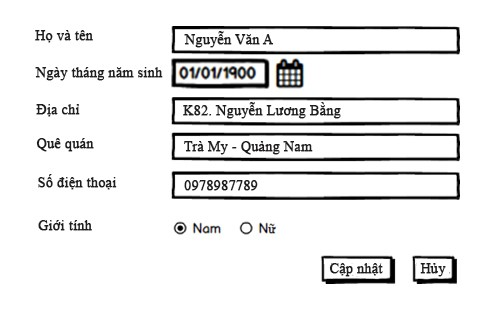 Họ và tên Nguyễn Văn A
Ngày tháng năm sinh 01/01/1900
Địa chỉ K82. Nguyễn Lương Bằng
Quê quán Trà My - Quảng Nam
Số điện thoại 0978987789
Giới tính Nam Nữ
Cập nhật Hủy